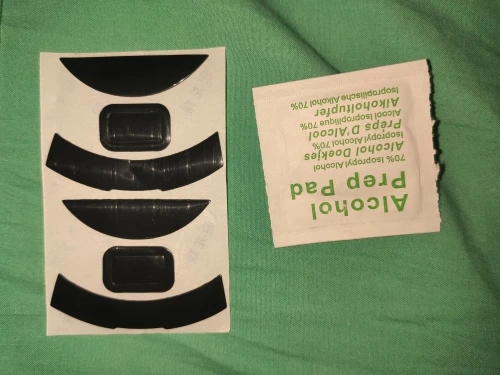 Alcohol
Prep Pad
70% Isopropyl Alcohol
Alcohol Doekjes
Isopropyl Alcohol 70%
Preps D'Alcool
Alcool Isopropilique 70%
Alkoholtupfer
Isopropilische Alkohol 70%